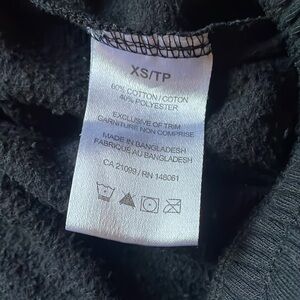 XS/TP
60% COTTON / COTON
40% POLYESTER
EXCLUSIVE OF TRIM
GARNITURE NON COMPRISE
MADE IN BANGLADESH
FABRIQUE AU BANGLADESH
CA 21099 / RN 148061